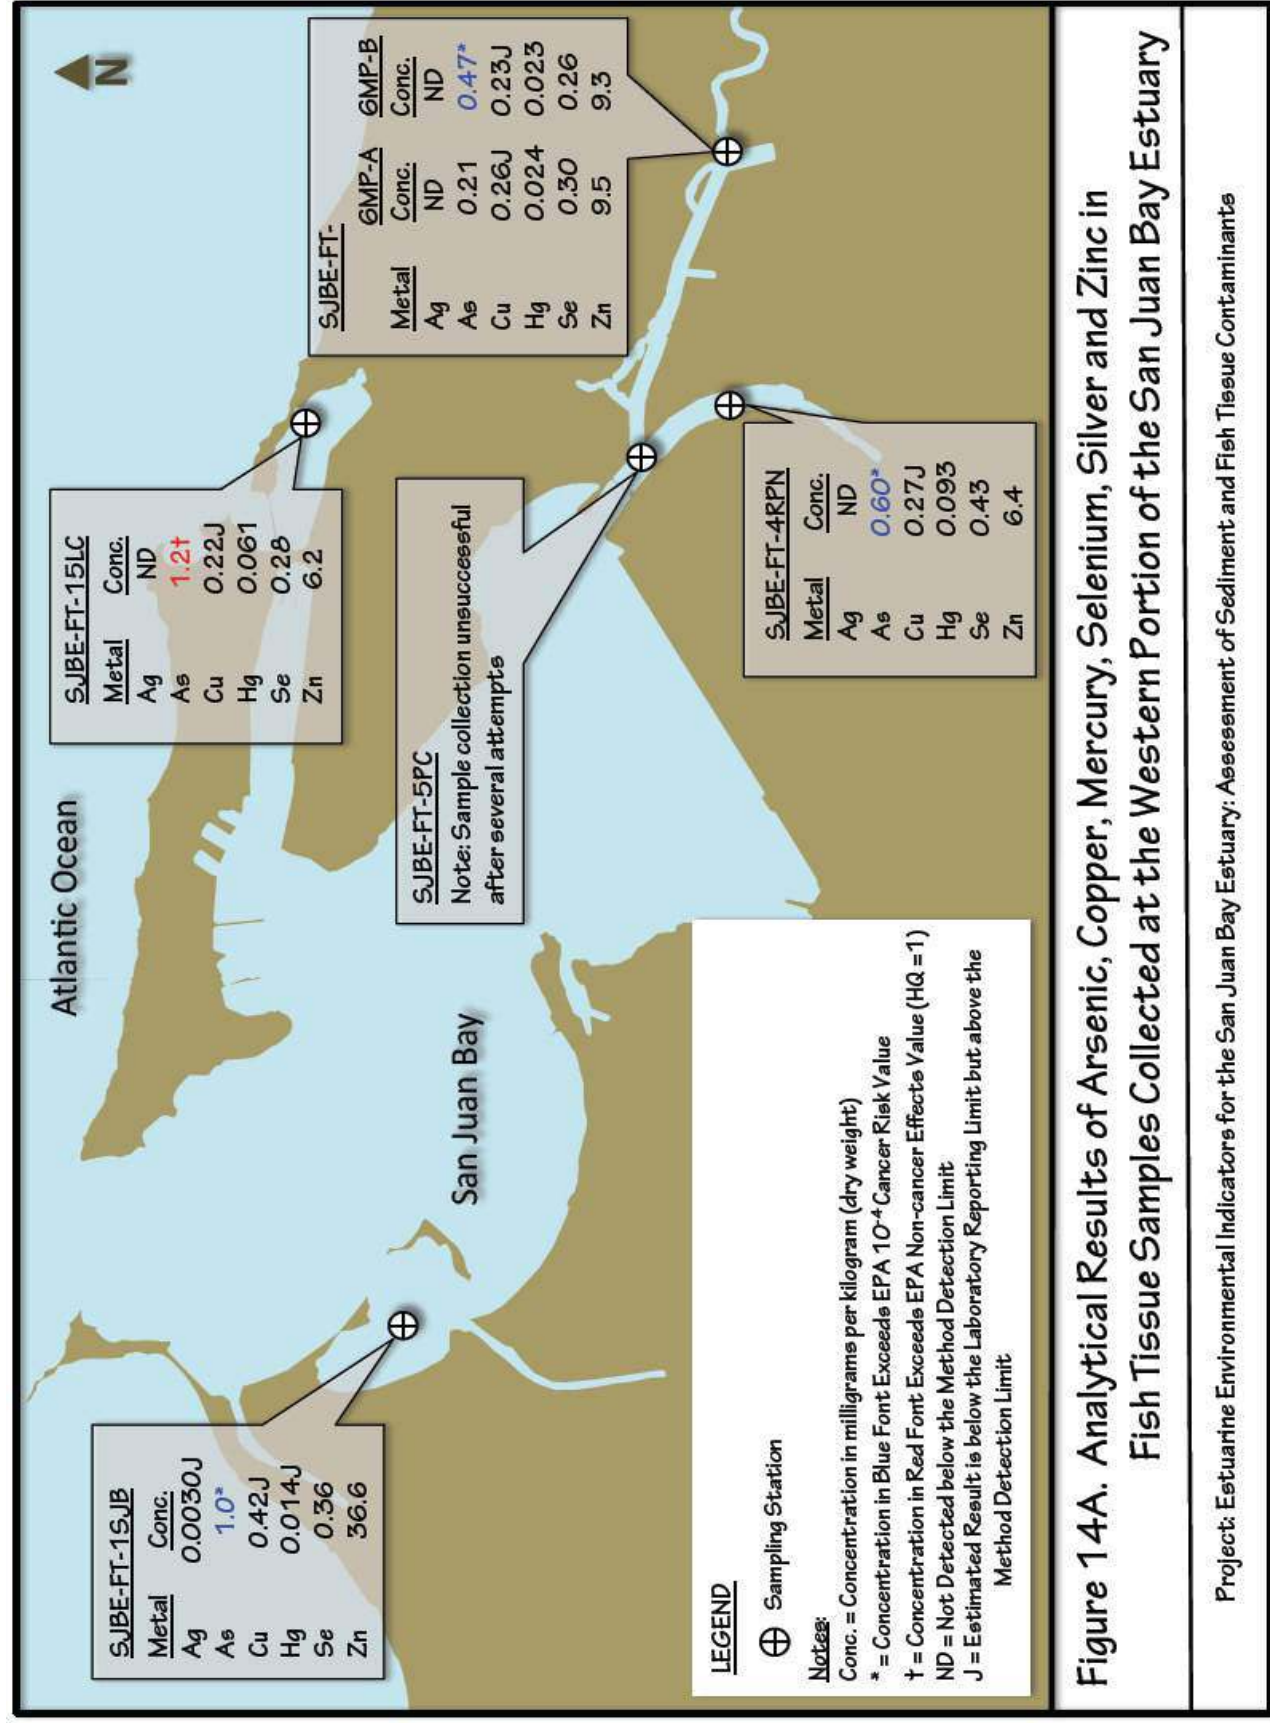 N
Atlantic Ocean
San Juan Bay
SJBE-FT-1SJB
Metal Conc.
Ag 0.0030J
As 1.0*
Cu 0.42J
Hg 0.014J
Se 0.36
Zn 36.6
SJBE-FT-15LC
Metal Conc.
Ag ND
As 1.2†
Cu 0.22J
Hg 0.061
Se 0.28
Zn 6.2
SJBE-FT-
6MP-A 6MP-B
Metal Conc. Conc.
Ag ND ND
As 0.21 0.47*
Cu 0.26J 0.23J
Hg 0.024 0.023
Se 0.30 0.26
Zn 9.5 9.3
SJBE-FT-5PC
Note: Sample collection unsuccessful
after several attempts
SJBE-FT-4RPN
Metal Conc.
Ag ND
As 0.60*
Cu 0.27J
Hg 0.093
Se 0.43
Zn 6.4
LEGEND
Sampling Station
Notes:
Conc. = Concentration in milligrams per kilogram (dry weight)
* = Concentration in Blue Font Exceeds EPA 10-4 Cancer Risk Value
† = Concentration in Red Font Exceeds EPA Non-cancer Effects Value (HQ =1)
ND = Not Detected below the Method Detection Limit
J = Estimated Result is below the Laboratory Reporting Limit but above the
Method Detection Limit
Figure 14A. Analytical Results of Arsenic, Copper, Mercury, Selenium, Silver and Zinc in
Fish Tissue Samples Collected at the Western Portion of the San Juan Bay Estuary
Project: Estuarine Environmental Indicators for the San Juan Bay Estuary: Assessment of Sediment and Fish Tissue Contaminants